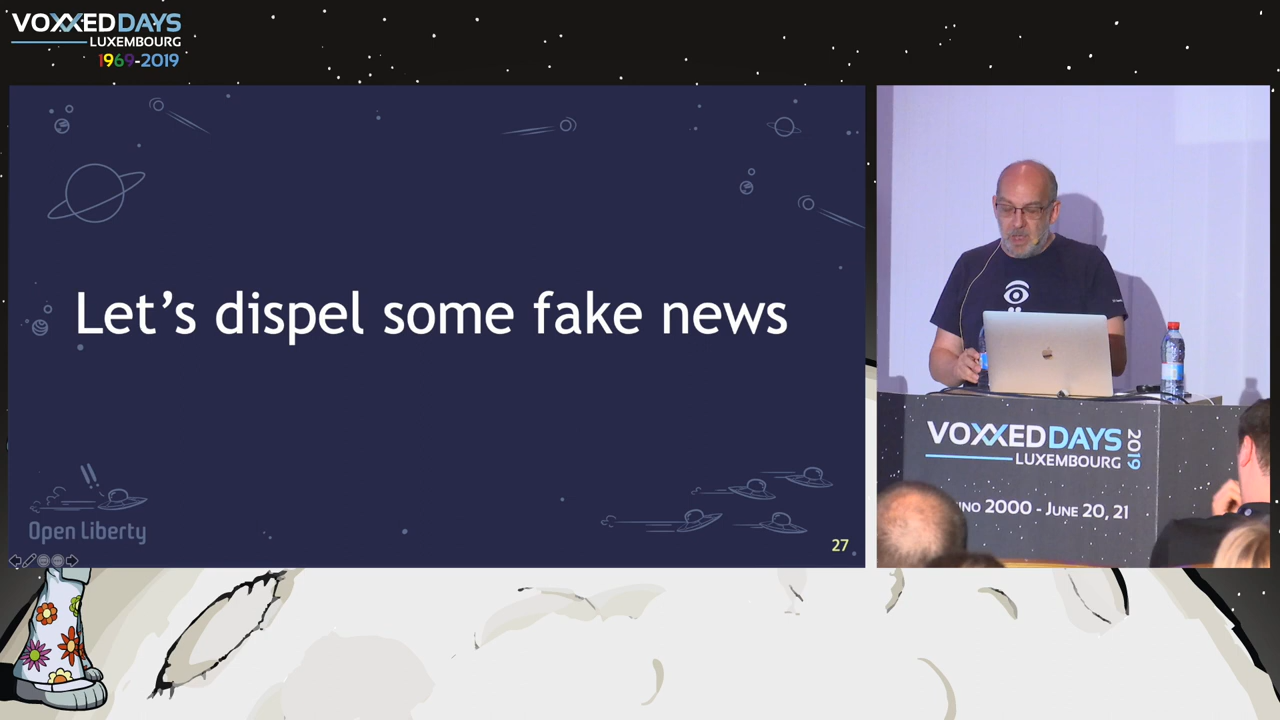 VOXXEDDAYS
LUXEMBOURG
1969-2019
Let's dispel some fake news
Open Liberty
27
VOXXEDDAYS
LUXEMBOURG
2019
2000 - JUNE 20, 21